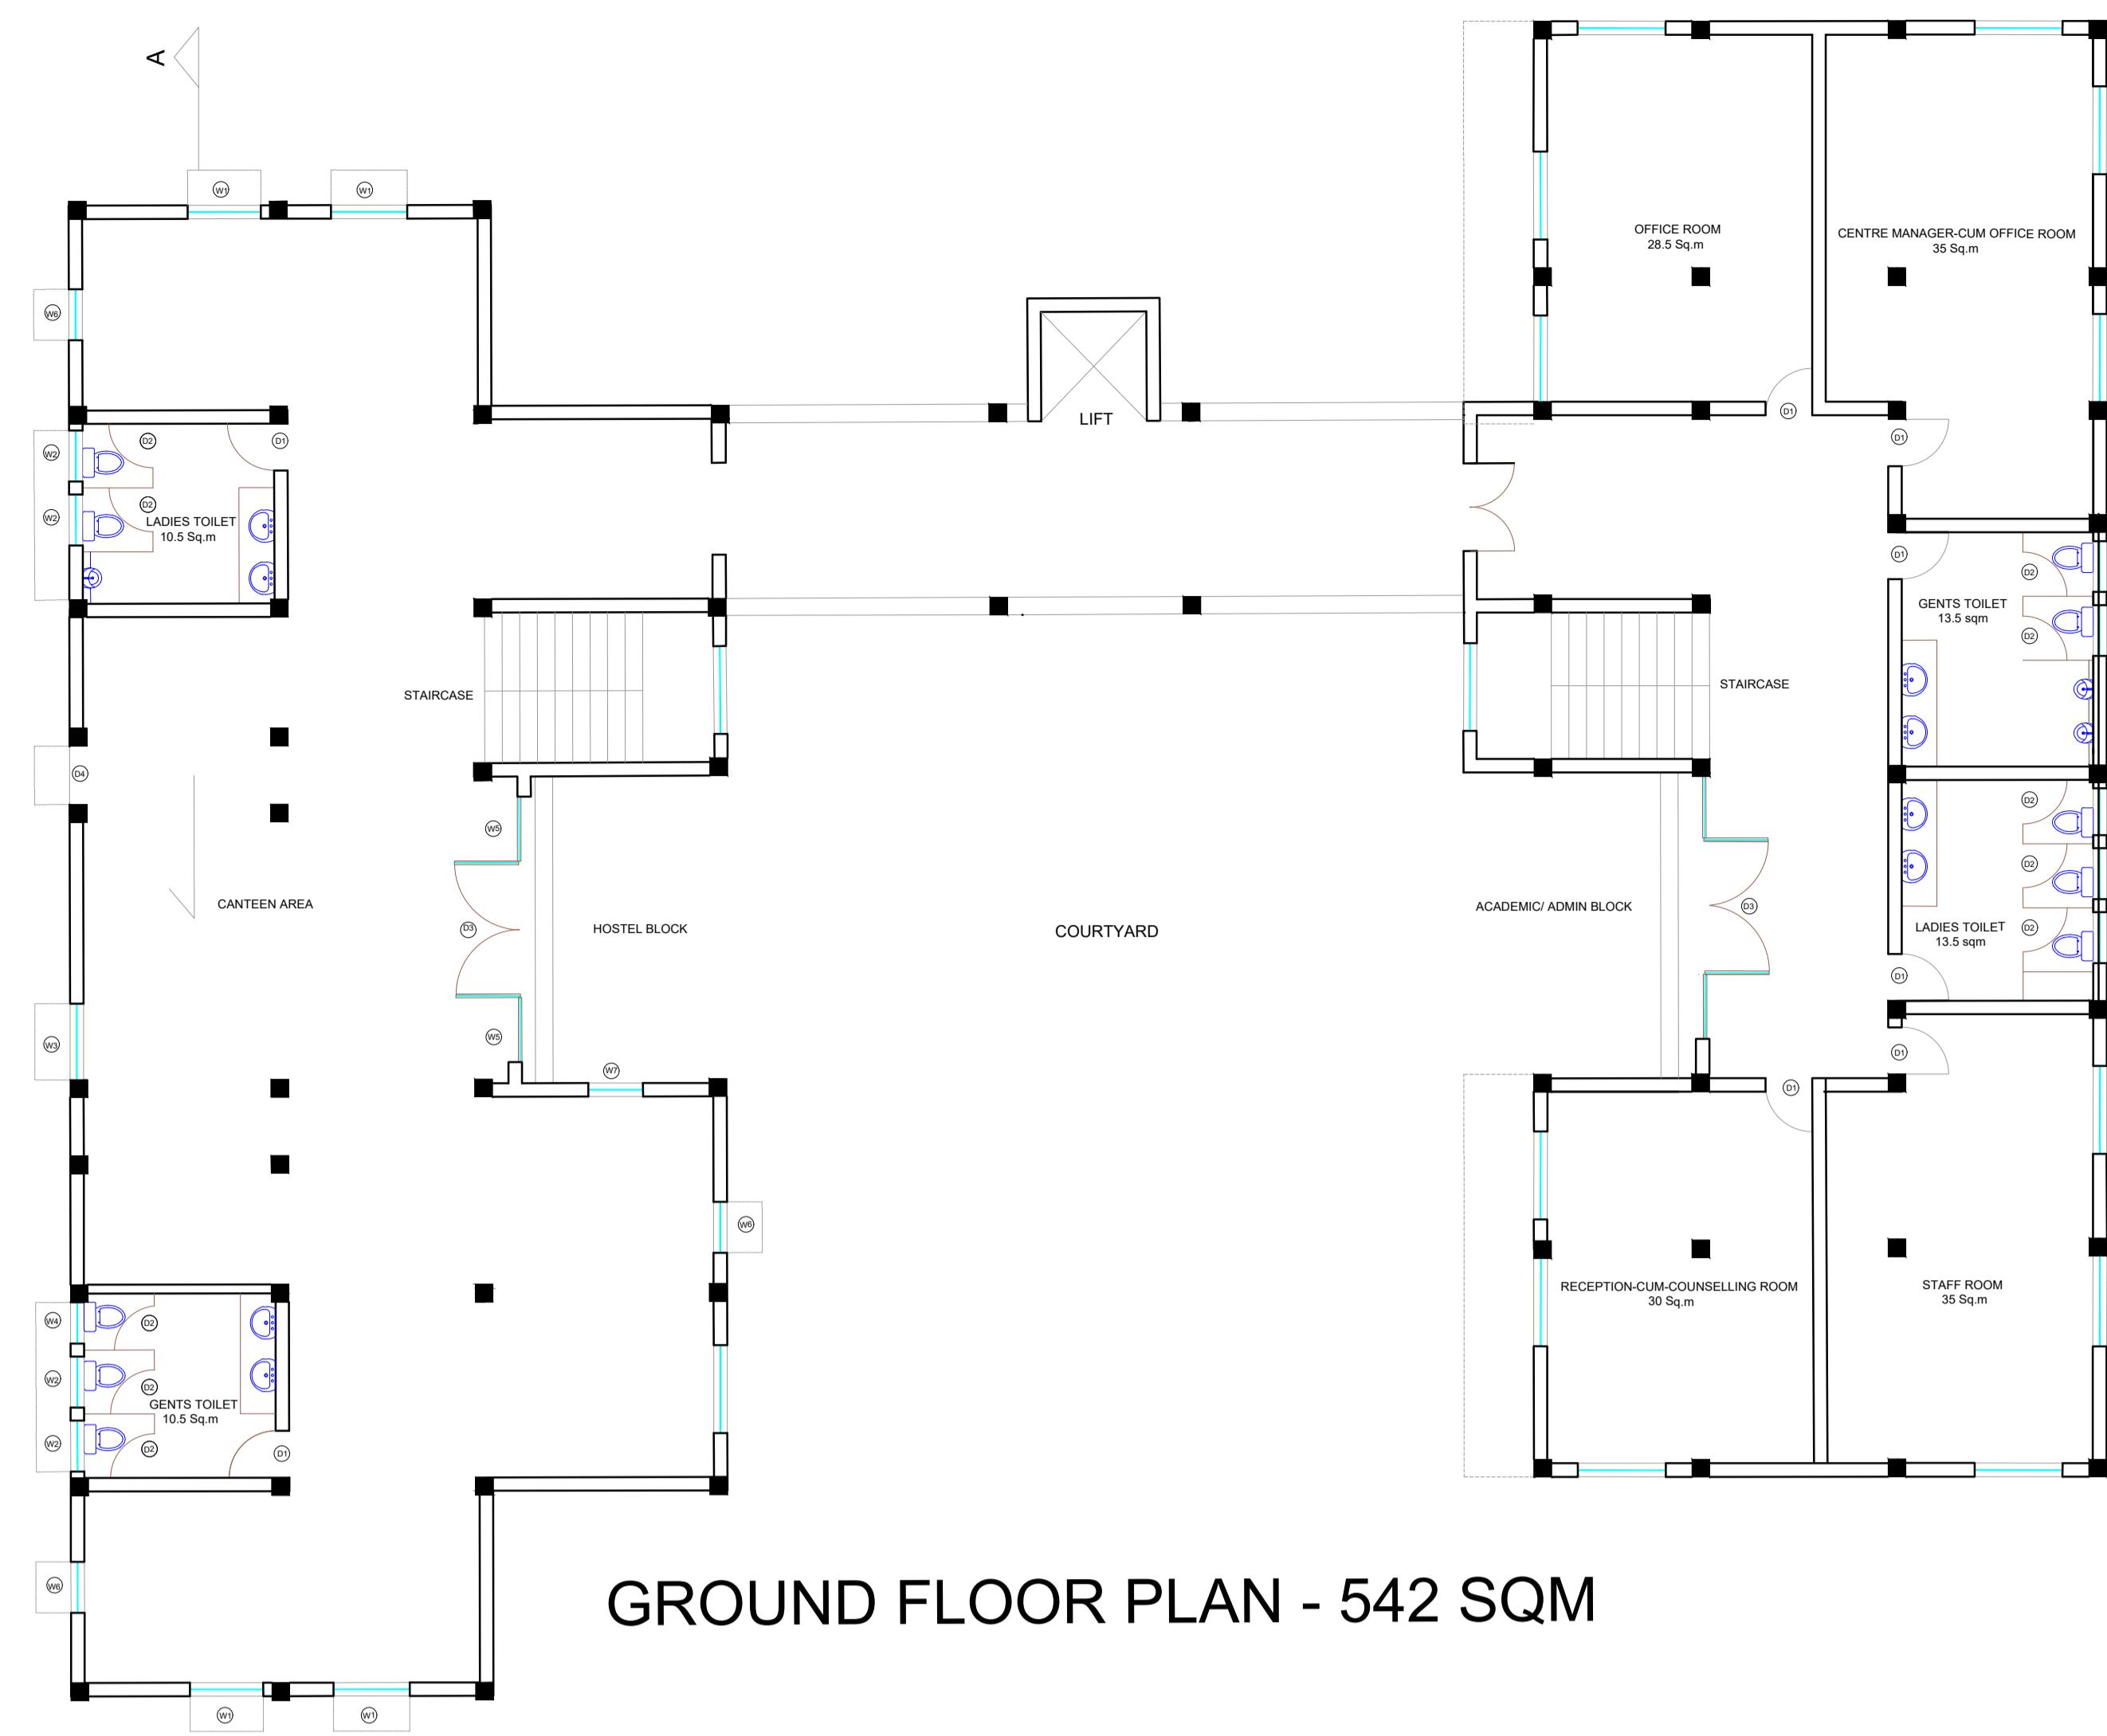 A
W1
W1
OFFICE ROOM
28.5 Sq.m
CENTRE MANAGER-CUM OFFICE ROOM
35 Sq.m
W6
LIFT
D1
D1
W2
D2
D1
W2
D2
LADIES TOILET
10.5 Sq.m
D1
D2
GENTS TOILET
13.5 sqm
D2
STAIRCASE
STAIRCASE
D4
W5
D2
D2
CANTEEN AREA
D3
HOSTEL BLOCK
COURTYARD
ACADEMIC/ ADMIN BLOCK
D3
LADIES TOILET
13.5 sqm
D2
D1
W3
W5
W7
D1
D1
W6
RECEPTION-CUM-COUNSELLING ROOM
30 Sq.m
STAFF ROOM
35 Sq.m
W4
D2
W2
D2
GENTS TOILET
10.5 Sq.m
W2
D2
D1
W6
GROUND FLOOR PLAN - 542 SQM
W1
W1